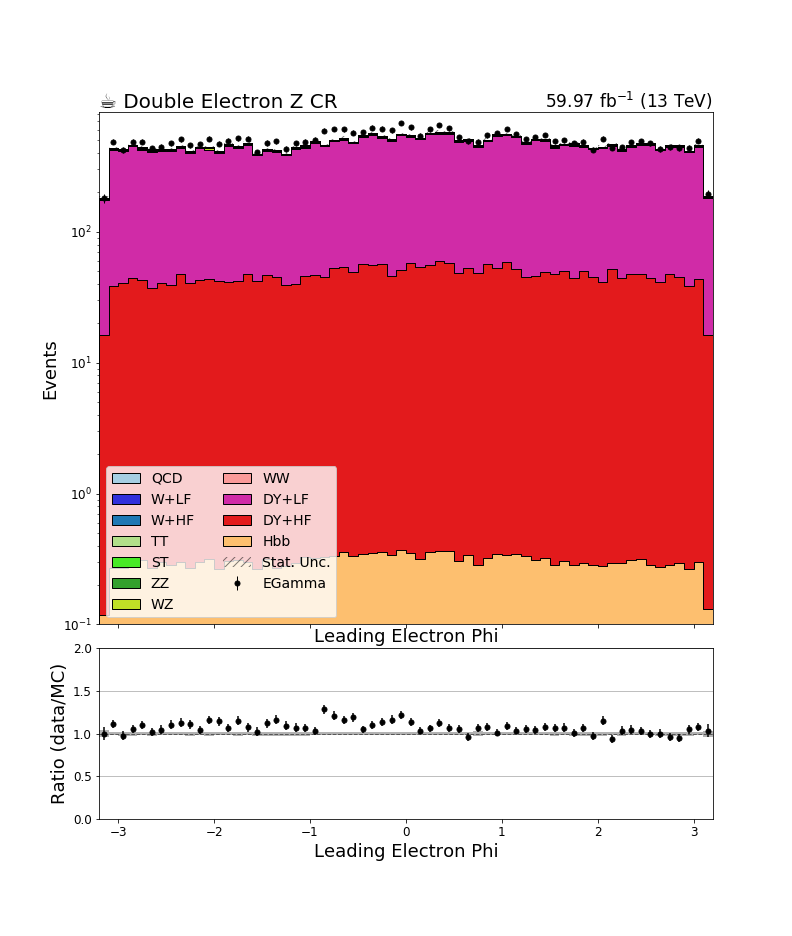 ☕ Double Electron Z CR
59.97 fb⁻¹ (13 TeV)
Events
10²
10¹
10⁰
10⁻¹
QCD
W+LF
W+HF
TT
ST
ZZ
WZ
WW
DY+LF
DY+HF
Hbb
Stat. Unc.
EGamma
Leading Electron Phi
Ratio (data/MC)
2.0
1.5
1.0
0.5
0.0
−3 −2 −1 0 1 2 3
Leading Electron Phi